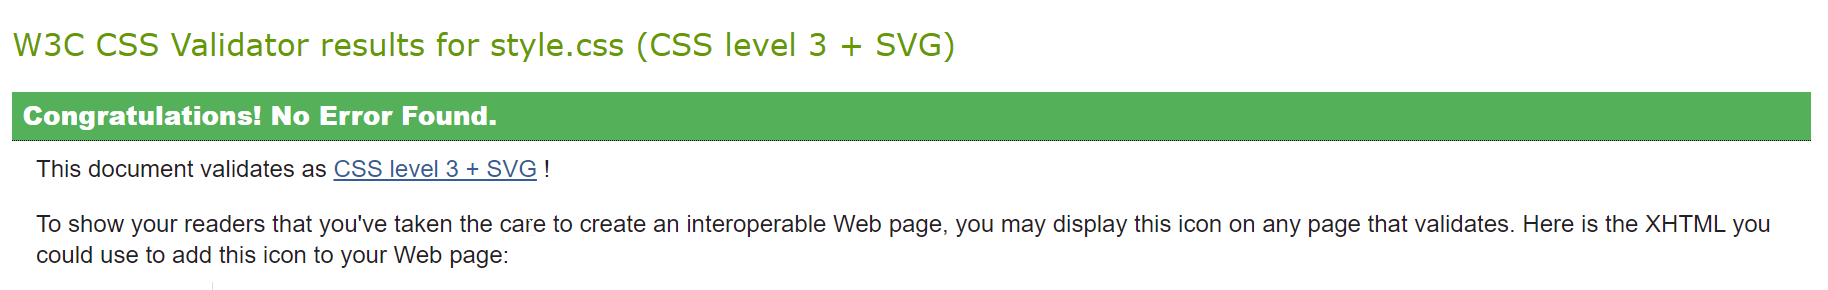 W3C CSS Validator results for style.css (CSS level 3 + SVG)
Congratulations! No Error Found.
This document validates as CSS level 3 + SVG !
To show your readers that you've taken the care to create an interoperable Web page, you may display this icon on any page that validates. Here is the XHTML you
could use to add this icon to your Web page: